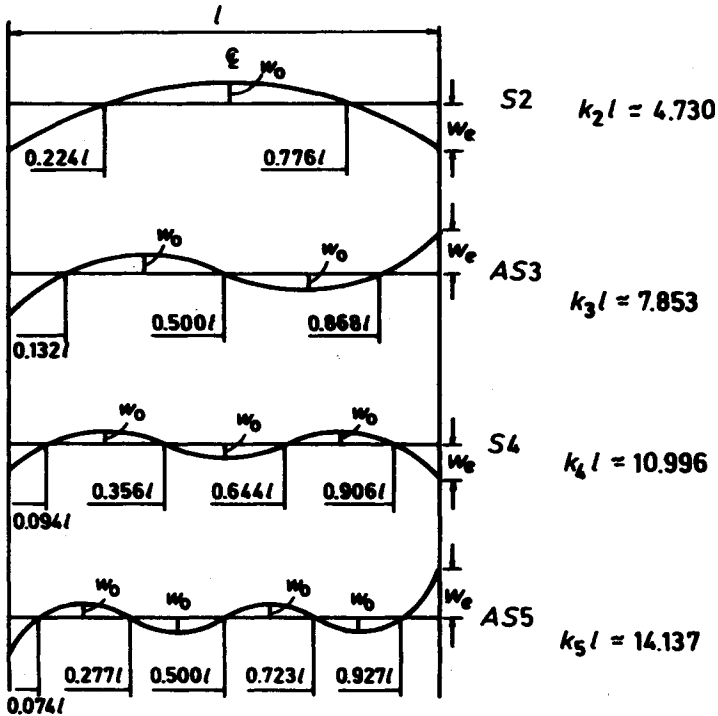 l
℄ w₀
S2 k₂l ≃ 4.730
wₑ
0.224l 0.776l
w₀ w₀ wₑ
AS3
k₃l ≃ 7.853
0.132l 0.500l 0.868l
w₀ w₀ w₀
S4
wₑ k₄l ≃ 10.996
0.094l 0.356l 0.644l 0.906l
w₀ w₀ w₀ w₀ wₑ
AS5
k₅l ≃ 14.137
0.074l 0.277l 0.500l 0.723l 0.927l